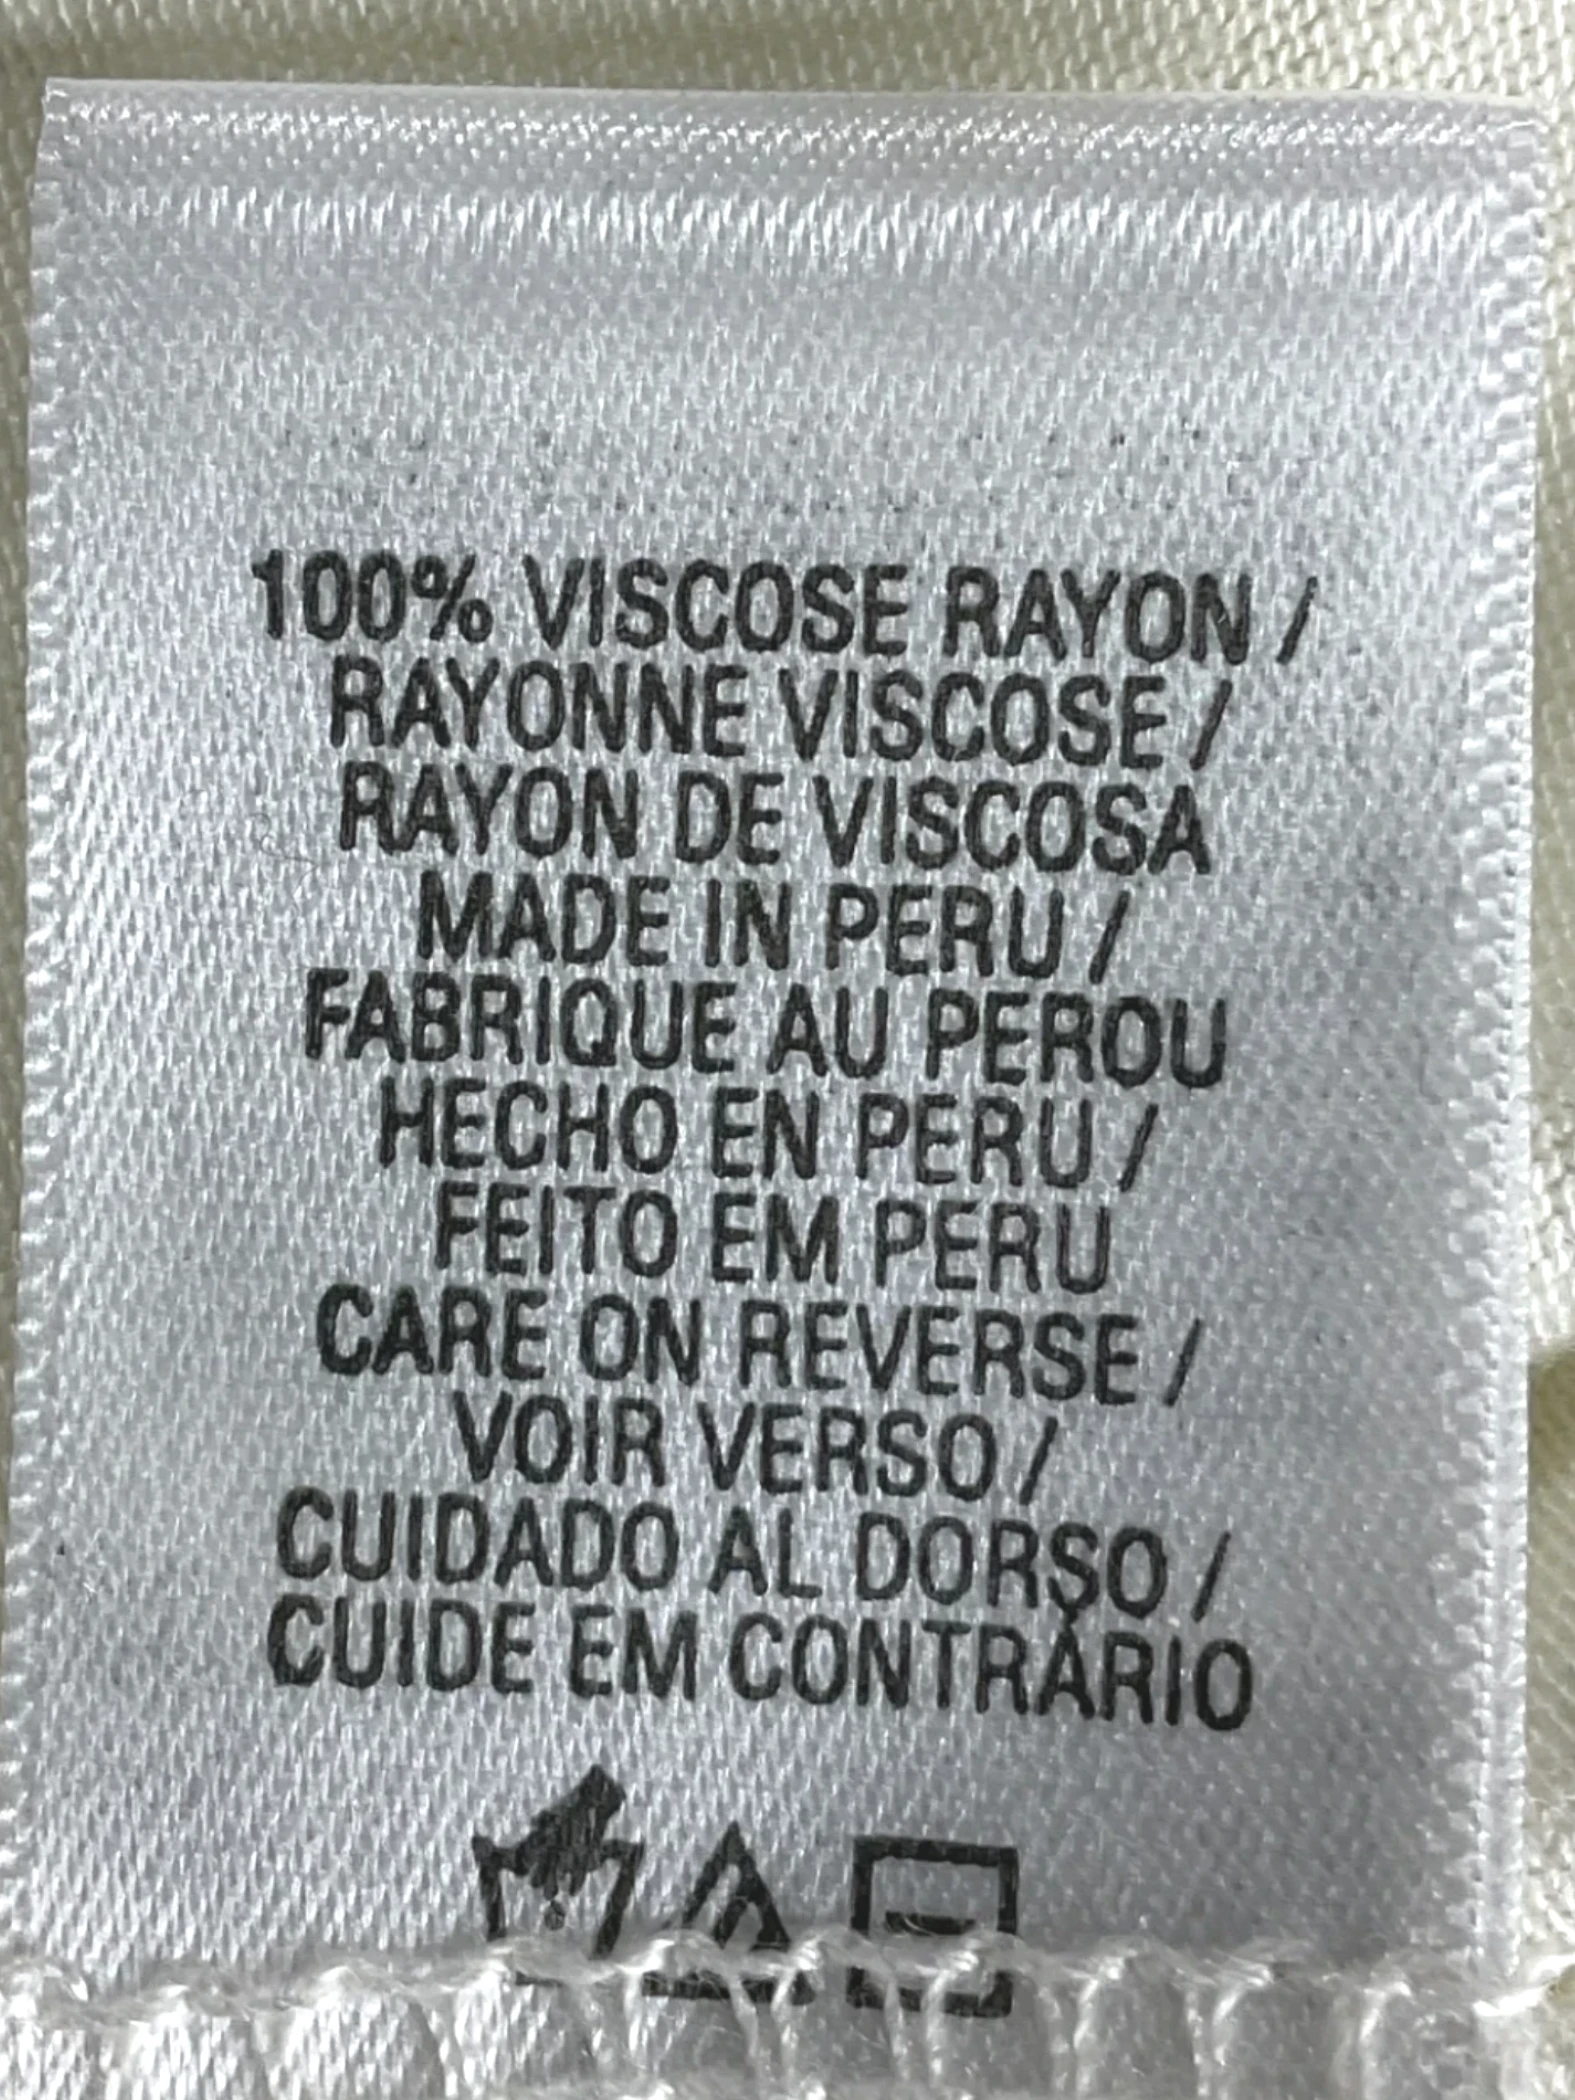 100% VISCOSE RAYON /
RAYONNE VISCOSE /
RAYON DE VISCOSA
MADE IN PERU /
FABRIQUE AU PEROU
HECHO EN PERU /
FEITO EM PERU
CARE ON REVERSE /
VOIR VERSO /
CUIDADO AL DORSO /
CUIDE EM CONTRÁRIO